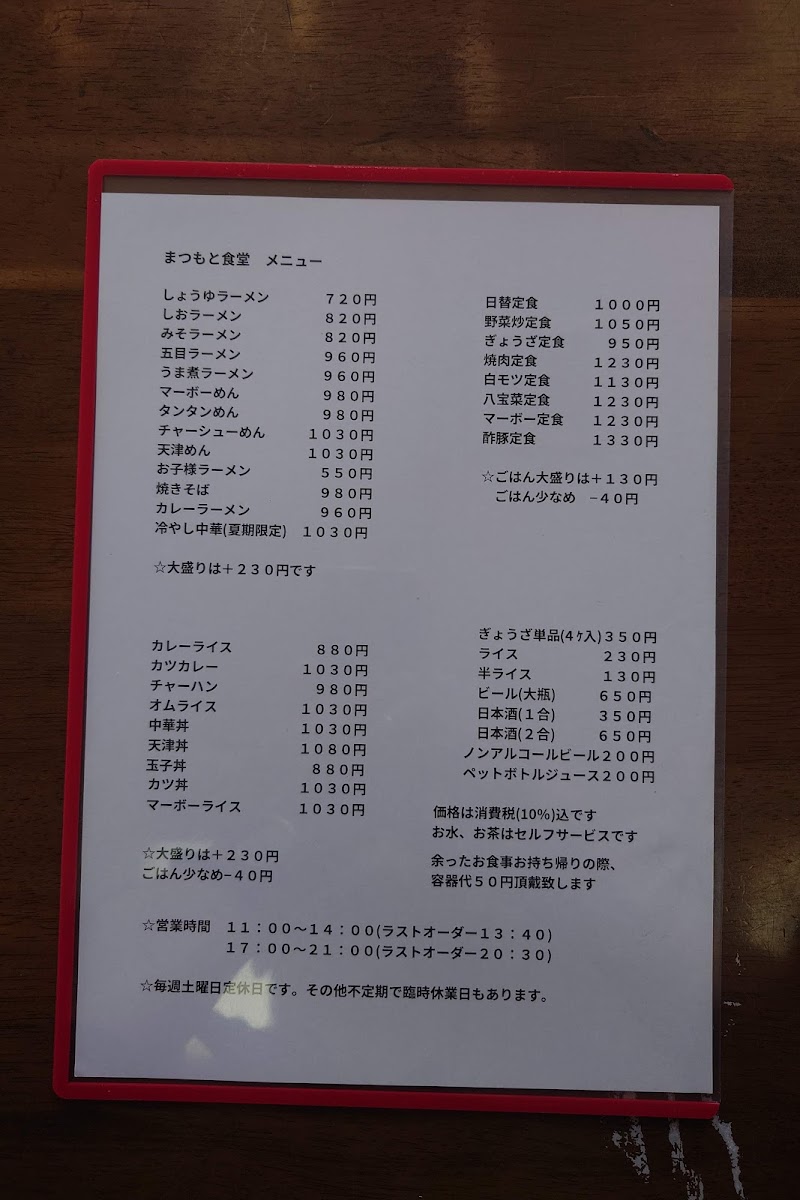 まつもと食堂　メニュー
しょうゆラーメン　７２０円
しおラーメン　８２０円
みそラーメン　８２０円
五目ラーメン　９６０円
うま煮ラーメン　９６０円
マーボーめん　９８０円
タンタンめん　９８０円
チャーシューめん　１０３０円
天津めん　１０３０円
お子様ラーメン　５５０円
焼きそば　９８０円
カレーラーメン　９６０円
冷やし中華(夏期限定)　１０３０円
☆大盛りは＋２３０円です
日替定食　１０００円
野菜炒定食　１０５０円
ぎょうざ定食　９５０円
焼肉定食　１２３０円
白モツ定食　１１３０円
八宝菜定食　１２３０円
マーボー定食　１２３０円
酢豚定食　１３３０円
☆ごはん大盛りは＋１３０円
ごはん少なめ　−４０円
カレーライス　８８０円
カツカレー　１０３０円
チャーハン　９８０円
オムライス　１０３０円
中華丼　１０３０円
天津丼　１０８０円
玉子丼　８８０円
カツ丼　１０３０円
マーボーライス　１０３０円
☆大盛りは＋２３０円
ごはん少なめ−４０円
ぎょうざ単品(４ヶ入)３５０円
ライス　２３０円
半ライス　１３０円
ビール(大瓶)　６５０円
日本酒(１合)　３５０円
日本酒(２合)　６５０円
ノンアルコールビール２００円
ペットボトルジュース２００円
価格は消費税(10%)込です
お水、お茶はセルフサービスです
余ったお食事お持ち帰りの際、
容器代５０円頂戴致します
☆営業時間　１１：００〜１４：００(ラストオーダー１３：４０)
１７：００〜２１：００(ラストオーダー２０：３０)
☆毎週土曜日定休日です。その他不定期で臨時休業日もあります。